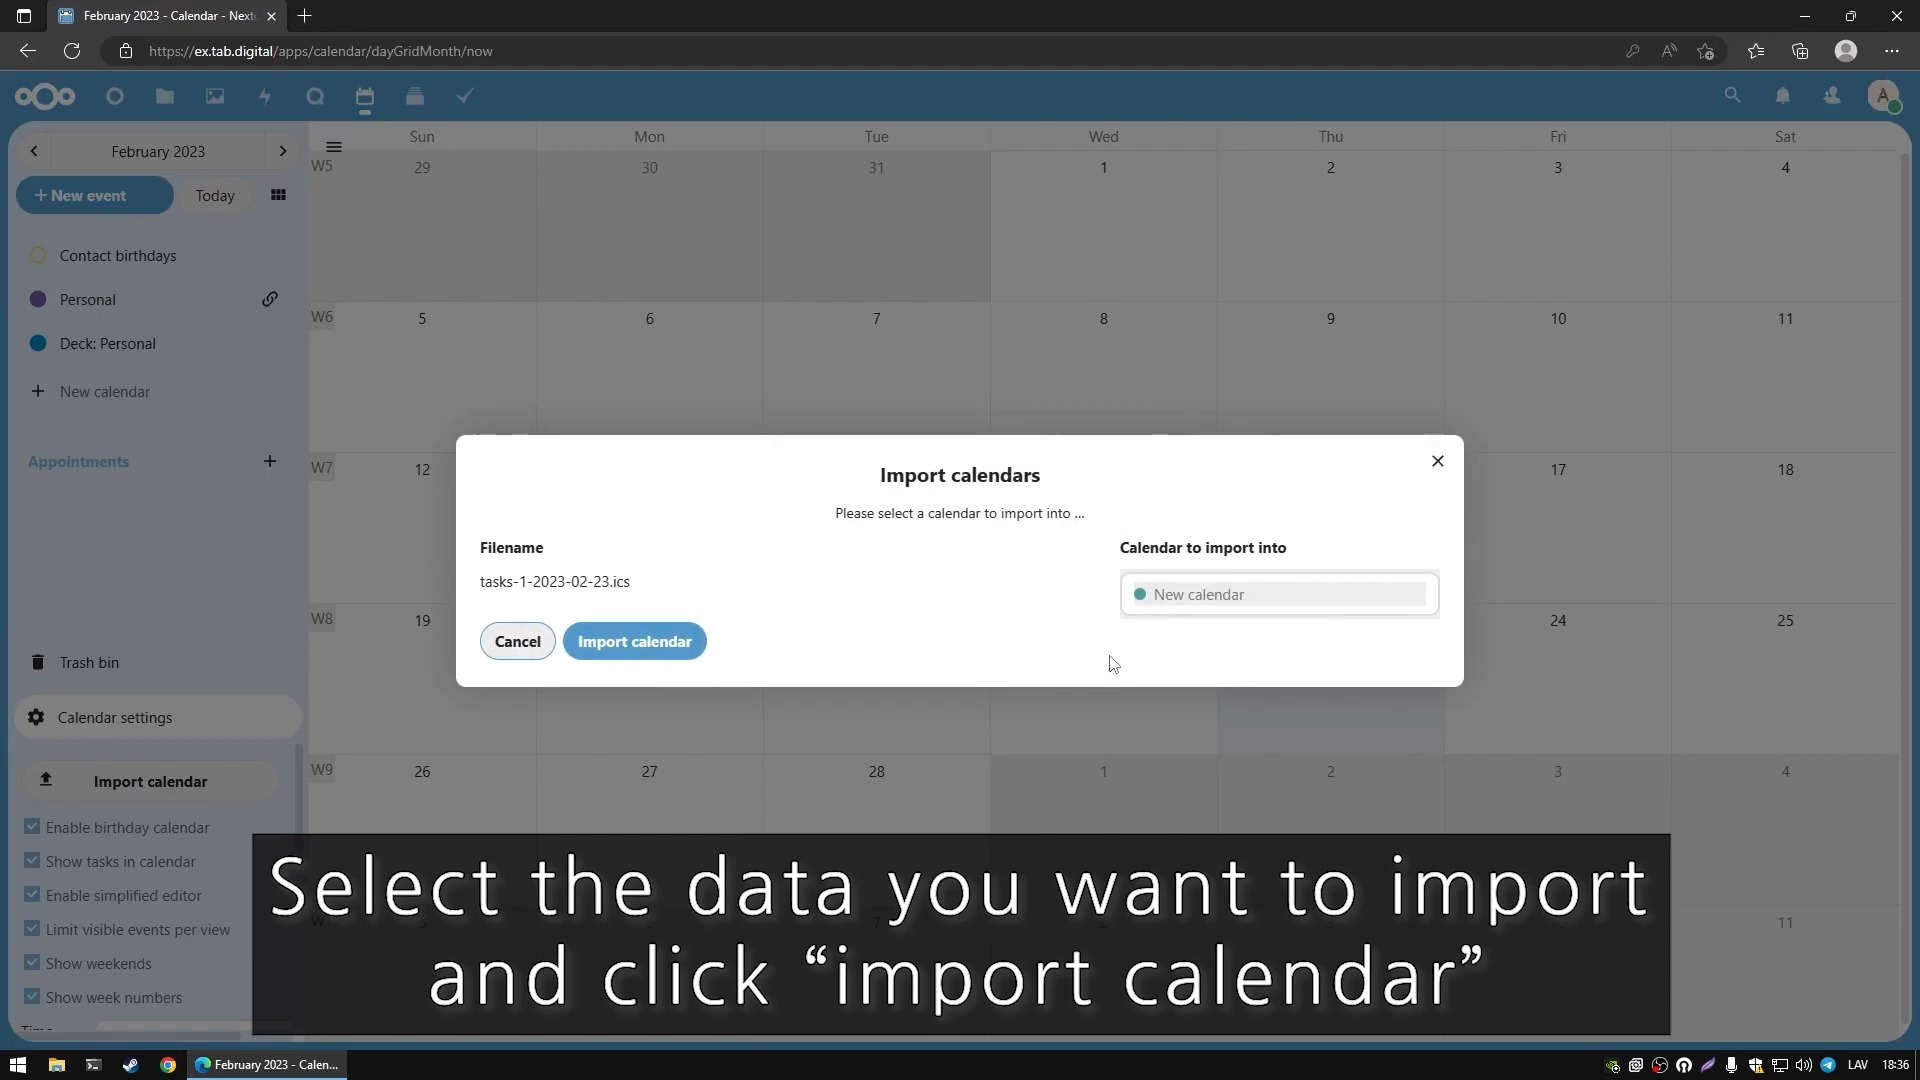 February 2023 - Calendar - Next
https://ex.tab.digital/apps/calendar/dayGridMonth/now
A
February 2023
+ New event
Today
Contact birthdays
Personal
Deck: Personal
+ New calendar
Appointments
Trash bin
Calendar settings
Import calendar
Enable birthday calendar
Show tasks in calendar
Enable simplified editor
Limit visible events per view
Show weekends
Show week numbers
Sun Mon Tue Wed Thu Fri Sat
W5 29 30 31 1 2 3 4
W6 5 6 7 8 9 10 11
W7 12 17 18
W8 19 24 25
W9 26 27 28 1 2 3 4
11
Import calendars
Please select a calendar to import into ...
Filename
Calendar to import into
tasks-1-2023-02-23.ics
New calendar
Cancel
Import calendar
Select the data you want to import
and click “import calendar”
February 2023 - Calen...
LAV
18:36